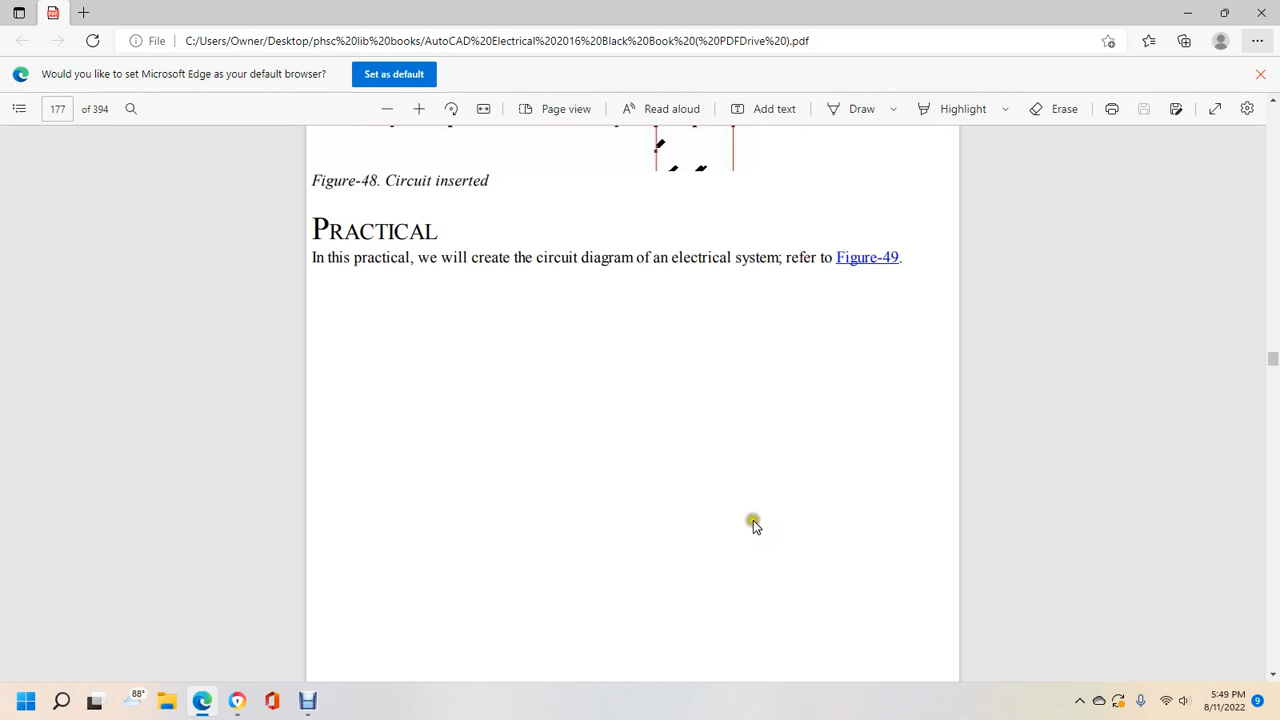 File
C:/Users/Owner/Desktop/phsc%20lib%20books/AutoCAD%20Electrical%202016%20Black%20Book%20(%20PDFDrive%20).pdf
Would you like to set Microsoft Edge as your default browser?
Set as default
177 of 394
Page view
Read aloud
Add text
Draw
Highlight
Erase
Figure-48. Circuit inserted
PRACTICAL
In this practical, we will create the circuit diagram of an electrical system; refer to Figure-49.
88°
5:49 PM
8/11/2022
9